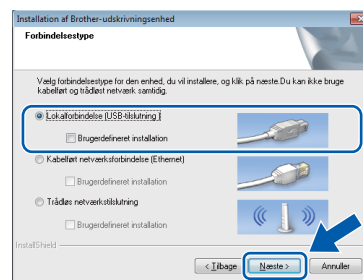 Installation af Brother-udskrivningsenhed
Forbindelsestype
Vælg forbindelsestype for den enhed, du vil installere, og klik på næste.Du kan ikke bruge
kabelført og trådløst netværk samtidig.
Lokalforbindelse (USB-tilslutning )
Brugerdefineret installation
Kabelført netværksforbindelse (Ethernet)
Brugerdefineret installation
Trådløs netværkstilslutning
Brugerdefineret installation
InstallShield
< Tilbage Næste > Annuller